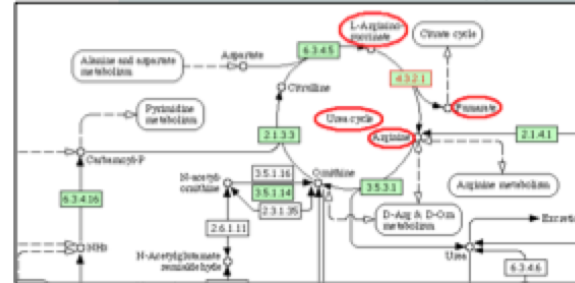 L-Arginino-
succinate
Citrate cycle
6.3.4.5
Alanine and aspartate
metabolism
Aspartate
4.3.2.1
Citrulline
Pyrimidine
metabolism
Fumarate
Urea cycle
2.1.3.3
Arginine
2.1.4.1
Carbamoyl-P
N-acetyl-
ornithine
3.5.1.16
Ornithine
3.5.1.14
3.5.3.1
Arginine metabolism
6.3.4.16
2.3.1.35
D-Arg & D-Orn
metabolism
2.6.1.11
Excretion
NH3
N-Acetylglutamate
semialdehyde
Urea
6.3.4.6